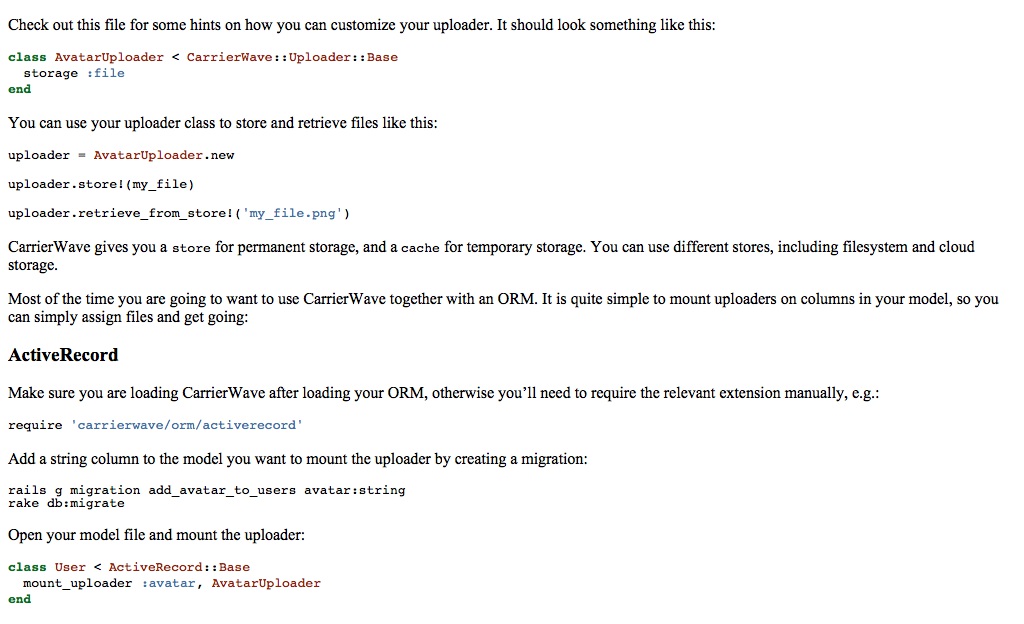 Check out this file for some hints on how you can customize your uploader. It should look something like this:
class AvatarUploader < CarrierWave::Uploader::Base
  storage :file
end
You can use your uploader class to store and retrieve files like this:
uploader = AvatarUploader.new
uploader.store!(my_file)
uploader.retrieve_from_store!('my_file.png')
CarrierWave gives you a store for permanent storage, and a cache for temporary storage. You can use different stores, including filesystem and cloud
storage.
Most of the time you are going to want to use CarrierWave together with an ORM. It is quite simple to mount uploaders on columns in your model, so you
can simply assign files and get going:
ActiveRecord
Make sure you are loading CarrierWave after loading your ORM, otherwise you’ll need to require the relevant extension manually, e.g.:
require 'carrierwave/orm/activerecord'
Add a string column to the model you want to mount the uploader by creating a migration:
rails g migration add_avatar_to_users avatar:string
rake db:migrate
Open your model file and mount the uploader:
class User < ActiveRecord::Base
  mount_uploader :avatar, AvatarUploader
end